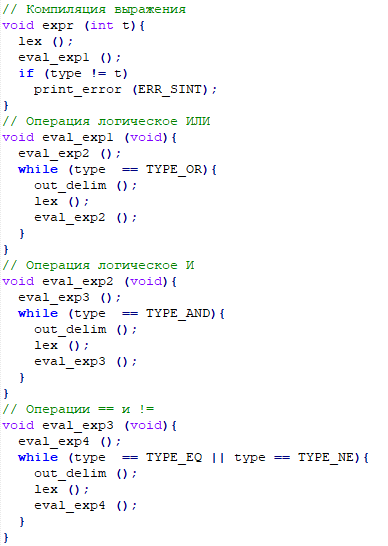 // Компиляция выражения
void expr (int t){
  lex ();
  eval_exp1 ();
  if (type != t)
    print_error (ERR_SINT);
}
// Операция логическое ИЛИ
void eval_exp1 (void){
  eval_exp2 ();
  while (type  == TYPE_OR){
    out_delim ();
    lex ();
    eval_exp2 ();
  }
}
// Операция логическое И
void eval_exp2 (void){
  eval_exp3 ();
  while (type  == TYPE_AND){
    out_delim ();
    lex ();
    eval_exp3 ();
  }
}
// Операции == и !=
void eval_exp3 (void){
  eval_exp4 ();
  while (type  == TYPE_EQ || type == TYPE_NE){
    out_delim ();
    lex ();
    eval_exp4 ();
  }
}